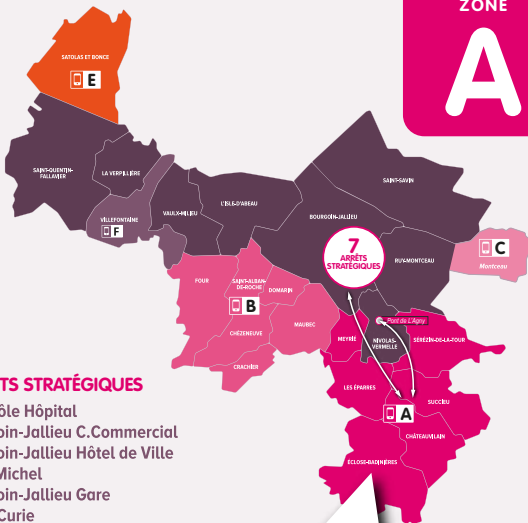 ZONE
A
SATOLAS ET BONCE
E
SAINT-QUENTIN-
FALLAVIER
LA VERPILLIÈRE
VILLEFONTAINE
F
VAULX-MILIEU
L'ISLE-D'ABEAU
BOURGOIN-JALLIEU
SAINT-SAVIN
7
ARRÊTS
STRATÉGIQUES
RUY-MONTCEAU
C
Montceau
FOUR
SAINT-ALBAN-
DE-ROCHE
DOMARIN
B
CHÈZENEUVE
MAUBEC
CRACHIER
MEYRIÉ
Pont de L'Agny
NIVOLAS-
VERMELLE
SÉRÉZIN-DE-LA-TOUR
LES ÉPARRES
SUCCIEU
A
CHÂTEAUVILAIN
ÉCLOSE-BADINIÈRES
TS STRATÉGIQUES
ôle Hôpital
oin-Jallieu C.Commercial
oin-Jallieu Hôtel de Ville
Michel
oin-Jallieu Gare
Curie